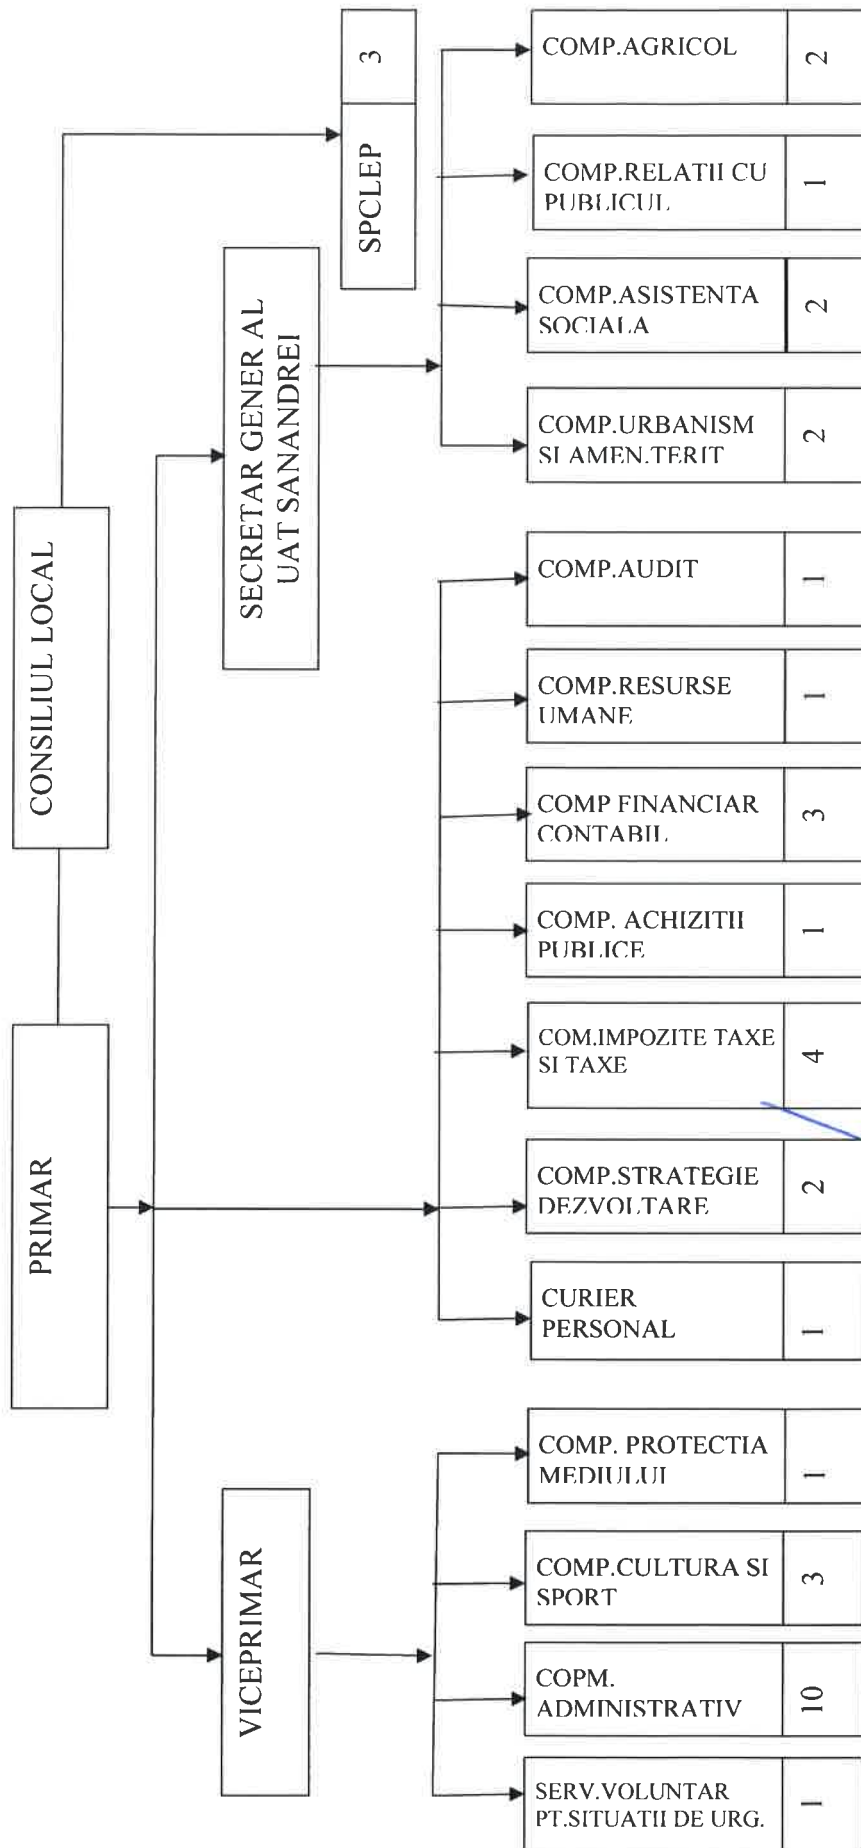 CONSILIUL LOCAL
PRIMAR
SPCLEP
3
SECRETAR GENER AL
UAT SANANDREI
VICEPRIMAR
COMP.AGRICOL
2
COMP.RELATII CU
PUBLICUL
1
COMP.ASISTENTA
SOCIALA
2
COMP.URBANISM
SI AMEN.TERIT
2
COMP.AUDIT
1
COMP.RESURSE
UMANE
1
COMP FINANCIAR
CONTABIL
3
COMP. ACHIZITII
PUBLICE
1
COM.IMPOZITE TAXE
SI TAXE
4
COMP.STRATEGIE
DEZVOLTARE
2
CURIER
PERSONAL
1
COMP. PROTECTIA
MEDIULUI
1
COMP.CULTURA SI
SPORT
3
COPM.
ADMINISTRATIV
10
SERV.VOLUNTAR
PT.SITUATII DE URG.
1